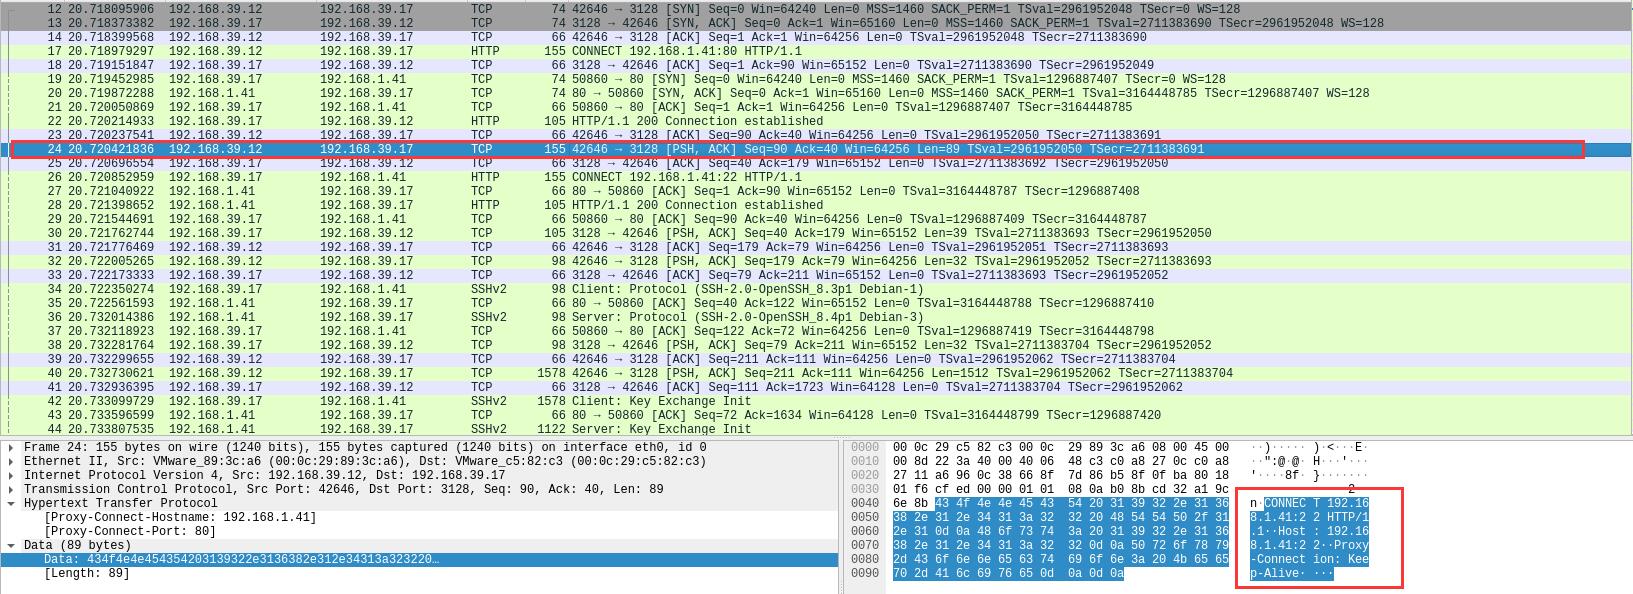 12 20.718095906 192.168.39.12 192.168.39.17 TCP 74 42646 → 3128 [SYN] Seq=0 Win=64240 Len=0 MSS=1460 SACK_PERM=1 TSval=2961952048 TSecr=0 WS=128
13 20.718373382 192.168.39.17 192.168.39.12 TCP 74 3128 → 42646 [SYN, ACK] Seq=0 Ack=1 Win=65160 Len=0 MSS=1460 SACK_PERM=1 TSval=2711383690 TSecr=2961952048 WS=128
14 20.718399568 192.168.39.12 192.168.39.17 TCP 66 42646 → 3128 [ACK] Seq=1 Ack=1 Win=64256 Len=0 TSval=2961952048 TSecr=2711383690
17 20.718979297 192.168.39.12 192.168.39.17 HTTP 155 CONNECT 192.168.1.41:80 HTTP/1.1
18 20.719151847 192.168.39.17 192.168.39.12 TCP 66 3128 → 42646 [ACK] Seq=1 Ack=90 Win=65152 Len=0 TSval=2711383690 TSecr=2961952049
19 20.719452985 192.168.39.17 192.168.1.41 TCP 74 50860 → 80 [SYN] Seq=0 Win=64240 Len=0 MSS=1460 SACK_PERM=1 TSval=1296887407 TSecr=0 WS=128
20 20.719872288 192.168.1.41 192.168.39.17 TCP 74 80 → 50860 [SYN, ACK] Seq=0 Ack=1 Win=65160 Len=0 MSS=1460 SACK_PERM=1 TSval=3164448785 TSecr=1296887407 WS=128
21 20.720050869 192.168.39.17 192.168.1.41 TCP 66 50860 → 80 [ACK] Seq=1 Ack=1 Win=64256 Len=0 TSval=1296887407 TSecr=3164448785
22 20.720214933 192.168.39.17 192.168.39.12 HTTP 105 HTTP/1.1 200 Connection established
23 20.720237541 192.168.39.12 192.168.39.17 TCP 66 42646 → 3128 [ACK] Seq=90 Ack=40 Win=64256 Len=0 TSval=2961952050 TSecr=2711383691
24 20.720421836 192.168.39.12 192.168.39.17 TCP 155 42646 → 3128 [PSH, ACK] Seq=90 Ack=40 Win=64256 Len=89 TSval=2961952050 TSecr=2711383691
25 20.720696554 192.168.39.17 192.168.39.12 TCP 66 3128 → 42646 [ACK] Seq=40 Ack=179 Win=65152 Len=0 TSval=2711383692 TSecr=2961952050
26 20.720852959 192.168.39.17 192.168.1.41 HTTP 155 CONNECT 192.168.1.41:22 HTTP/1.1
27 20.721040922 192.168.1.41 192.168.39.17 TCP 66 80 → 50860 [ACK] Seq=1 Ack=90 Win=65152 Len=0 TSval=3164448787 TSecr=1296887408
28 20.721398652 192.168.1.41 192.168.39.17 HTTP 105 HTTP/1.1 200 Connection established
29 20.721544691 192.168.39.17 192.168.1.41 TCP 66 50860 → 80 [ACK] Seq=90 Ack=40 Win=64256 Len=0 TSval=1296887409 TSecr=3164448787
30 20.721762744 192.168.39.17 192.168.39.12 TCP 105 3128 → 42646 [PSH, ACK] Seq=40 Ack=179 Win=65152 Len=39 TSval=2711383693 TSecr=2961952050
31 20.721776469 192.168.39.12 192.168.39.17 TCP 66 42646 → 3128 [ACK] Seq=179 Ack=79 Win=64256 Len=0 TSval=2961952051 TSecr=2711383693
32 20.722005265 192.168.39.12 192.168.39.17 TCP 98 42646 → 3128 [PSH, ACK] Seq=179 Ack=79 Win=64256 Len=32 TSval=2961952052 TSecr=2711383693
33 20.722173333 192.168.39.17 192.168.39.12 TCP 66 3128 → 42646 [ACK] Seq=79 Ack=211 Win=65152 Len=0 TSval=2711383693 TSecr=2961952052
34 20.722350274 192.168.39.17 192.168.1.41 SSHv2 98 Client: Protocol (SSH-2.0-OpenSSH_8.3p1 Debian-1)
35 20.722561593 192.168.1.41 192.168.39.17 TCP 66 80 → 50860 [ACK] Seq=40 Ack=122 Win=65152 Len=0 TSval=3164448788 TSecr=1296887410
36 20.732014386 192.168.1.41 192.168.39.17 SSHv2 98 Server: Protocol (SSH-2.0-OpenSSH_8.4p1 Debian-3)
37 20.732118923 192.168.39.17 192.168.1.41 TCP 66 50860 → 80 [ACK] Seq=122 Ack=72 Win=64256 Len=0 TSval=1296887419 TSecr=3164448798
38 20.732281764 192.168.39.17 192.168.39.12 TCP 98 3128 → 42646 [PSH, ACK] Seq=79 Ack=211 Win=65152 Len=32 TSval=2711383704 TSecr=2961952052
39 20.732299655 192.168.39.12 192.168.39.17 TCP 66 42646 → 3128 [ACK] Seq=211 Ack=111 Win=64256 Len=0 TSval=2961952062 TSecr=2711383704
40 20.732730621 192.168.39.12 192.168.39.17 TCP 1578 42646 → 3128 [PSH, ACK] Seq=211 Ack=111 Win=64256 Len=1512 TSval=2961952062 TSecr=2711383704
41 20.732936395 192.168.39.17 192.168.39.12 TCP 66 3128 → 42646 [ACK] Seq=111 Ack=1723 Win=64128 Len=0 TSval=2711383704 TSecr=2961952062
42 20.733099729 192.168.39.17 192.168.1.41 SSHv2 1578 Client: Key Exchange Init
43 20.733596599 192.168.1.41 192.168.39.17 TCP 66 80 → 50860 [ACK] Seq=72 Ack=1634 Win=64128 Len=0 TSval=3164448799 TSecr=1296887420
44 20.733807535 192.168.1.41 192.168.39.17 SSHv2 1122 Server: Key Exchange Init
Frame 24: 155 bytes on wire (1240 bits), 155 bytes captured (1240 bits) on interface eth0, id 0
Ethernet II, Src: VMware_89:3c:a6 (00:0c:29:89:3c:a6), Dst: VMware_c5:82:c3 (00:0c:29:c5:82:c3)
Internet Protocol Version 4, Src: 192.168.39.12, Dst: 192.168.39.17
Transmission Control Protocol, Src Port: 42646, Dst Port: 3128, Seq: 90, Ack: 40, Len: 89
Hypertext Transfer Protocol
[Proxy-Connect-Hostname: 192.168.1.41]
[Proxy-Connect-Port: 80]
Data (89 bytes)
Data: 434f4e4e454354203139322e3136382e312e34313a323220…
[Length: 89]
0000 00 0c 29 c5 82 c3 00 0c 29 89 3c a6 08 00 45 00 ··)····· )·<···E·
0010 00 8d 22 3a 40 00 40 06 48 c3 c0 a8 27 0c c0 a8 ··":@·@· H···'···
0020 27 11 a6 96 0c 38 66 8f 7d 86 b5 8f 0f ba 80 18 '····8f· }·······
0030 01 f6 cf ed 00 00 01 01 08 0a b0 8b cd 32 a1 9c 2
0040 6e 8b 43 4f 4e 4e 45 43 54 20 31 39 32 2e 31 36 n·CONNEC T 192.16
0050 38 2e 31 2e 34 31 3a 32 32 20 48 54 54 50 2f 31 8.1.41:2 2 HTTP/1
0060 2e 31 0d 0a 48 6f 73 74 3a 20 31 39 32 2e 31 36 .1··Host : 192.16
0070 38 2e 31 2e 34 31 3a 32 32 0d 0a 50 72 6f 78 79 8.1.41:2 2··Proxy
0080 2d 43 6f 6e 6e 65 63 74 69 6f 6e 3a 20 4b 65 65 -Connect ion: Kee
0090 70 2d 41 6c 69 76 65 0d 0a 0d 0a p-Alive· ···